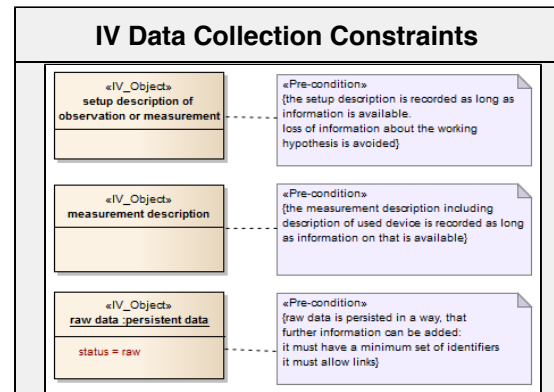 IV Data Collection Constraints
«IV_Object»
setup description of
observation or measurement
«Pre-condition»
{the setup description is recorded as long as
information is available.
loss of information about the working
hypothesis is avoided}
«IV_Object»
measurement description
«Pre-condition»
{the measurement description including
description of used device is recorded as long
as information on that is available}
«IV_Object»
raw data :persistent data
status = raw
«Pre-condition»
{raw data is persisted in a way, that
further information can be added:
it must have a minimum set of identifiers
it must allow links}